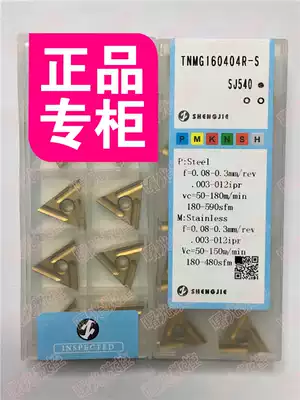 正品
专柜
TNMG160404R-S
SJ540
SHENGJIE
P M K N S H
P:Steel
f=0.08-0.3mm/rev
.003-012ipr
vc=50-180m/min
180-590sfm
M:Stainless
f=0.08-0.3mm/rev
.003-012ipr
Vc=50-150m/min
180-480sfm
SHENGJIE
INSPECTED